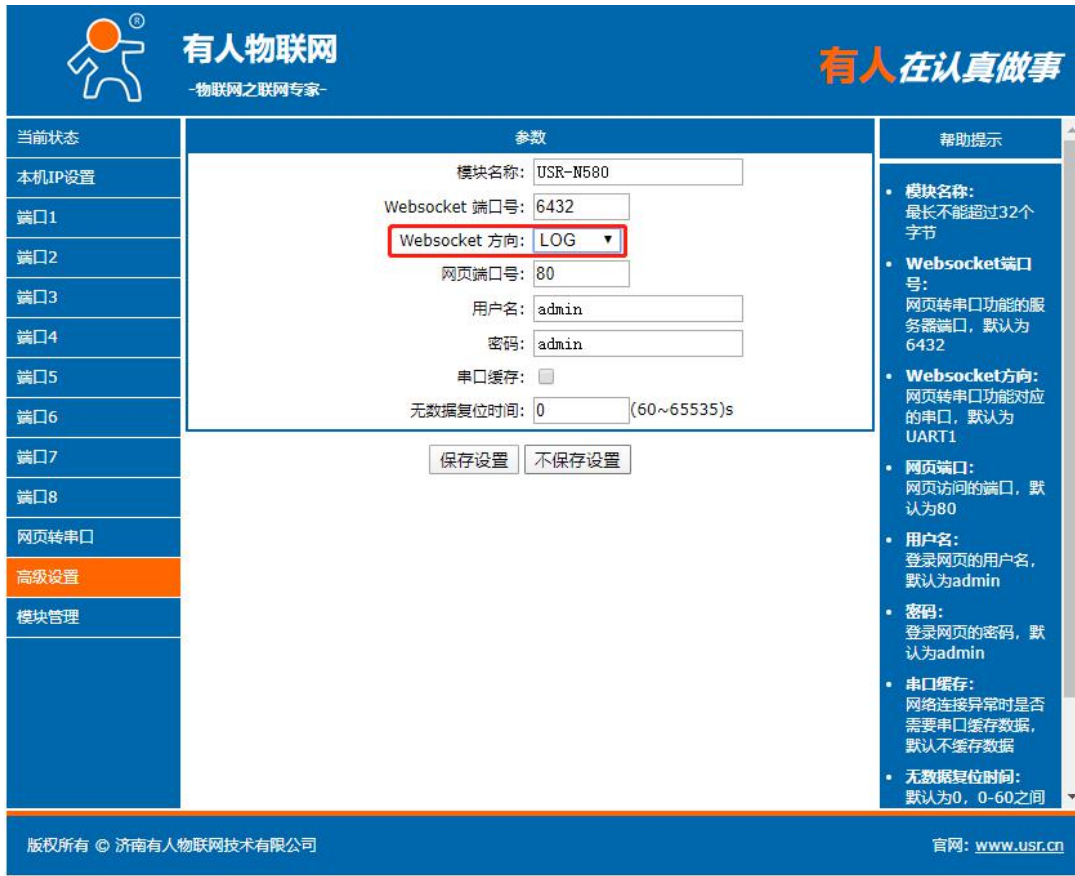 ®
有人物联网
-物联网之联网专家-
有人在认真做事
当前状态
本机IP设置
端口1
端口2
端口3
端口4
端口5
端口6
端口7
端口8
网页转串口
高级设置
模块管理
参数
模块名称: USR-N580
Websocket 端口号: 6432
Websocket 方向: LOG
网页端口号: 80
用户名: admin
密码: admin
串口缓存:
无数据复位时间: 0 (60~65535)s
保存设置 不保存设置
帮助提示
• 模块名称:
最长不能超过32个
字节
• Websocket端口
号:
网页转串口功能的服
务器端口，默认为
6432
• Websocket方向:
网页转串口功能对应
的串口，默认为
UART1
• 网页端口:
网页访问的端口，默
认为80
• 用户名:
登录网页的用户名，
默认为admin
• 密码:
登录网页的密码，默
认为admin
• 串口缓存:
网络连接异常时是否
需要串口缓存数据，
默认不缓存数据
• 无数据复位时间:
默认为0，0-60之间
版权所有 © 济南有人物联网技术有限公司
官网: www.usr.cn